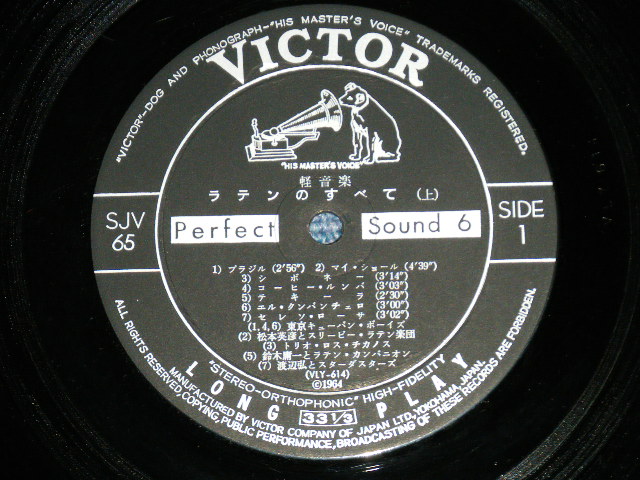 "VICTOR"–DOG AND PHONOGRAPH–"HIS MASTER'S VOICE" TRADEMARKS REGISTERED.
VICTOR
"HIS MASTER'S VOICE"
軽音楽
ラテンのすべて(上)
SJV
65
Perfect Sound 6
SIDE
1
1) ブラジル (2'56") 2) マイ・ショール (4'39")
3) シボネー (3'14")
4) コーヒー・ルンバ (3'03")
5) テキーラ (2'30")
6) エル・クンバンチェロ (3'00")
7) セレソ・ローサ (3'02")
(1,4,6) 東京キューバン・ボーイズ
(2) 松本英彦とスリーピー・ラテン楽団
(3) トリオ・ロス・チカノス
(5) 鈴木庸一とラテン・カンパニオン
(7) 渡辺弘とスターダスターズ
(VLY-614)
Ⓒ1964
"STEREO-ORTHOPHONIC" HIGH-FIDELITY
LONG 33 1/3 PLAY
MANUFACTURED BY VICTOR COMPANY OF JAPAN LTD., YOKOHAMA, JAPAN.
ALL RIGHTS RESERVED, COPYING, PUBLIC PERFORMANCE, BROADCASTING OF THESE RECORDS ARE FORBIDDEN.